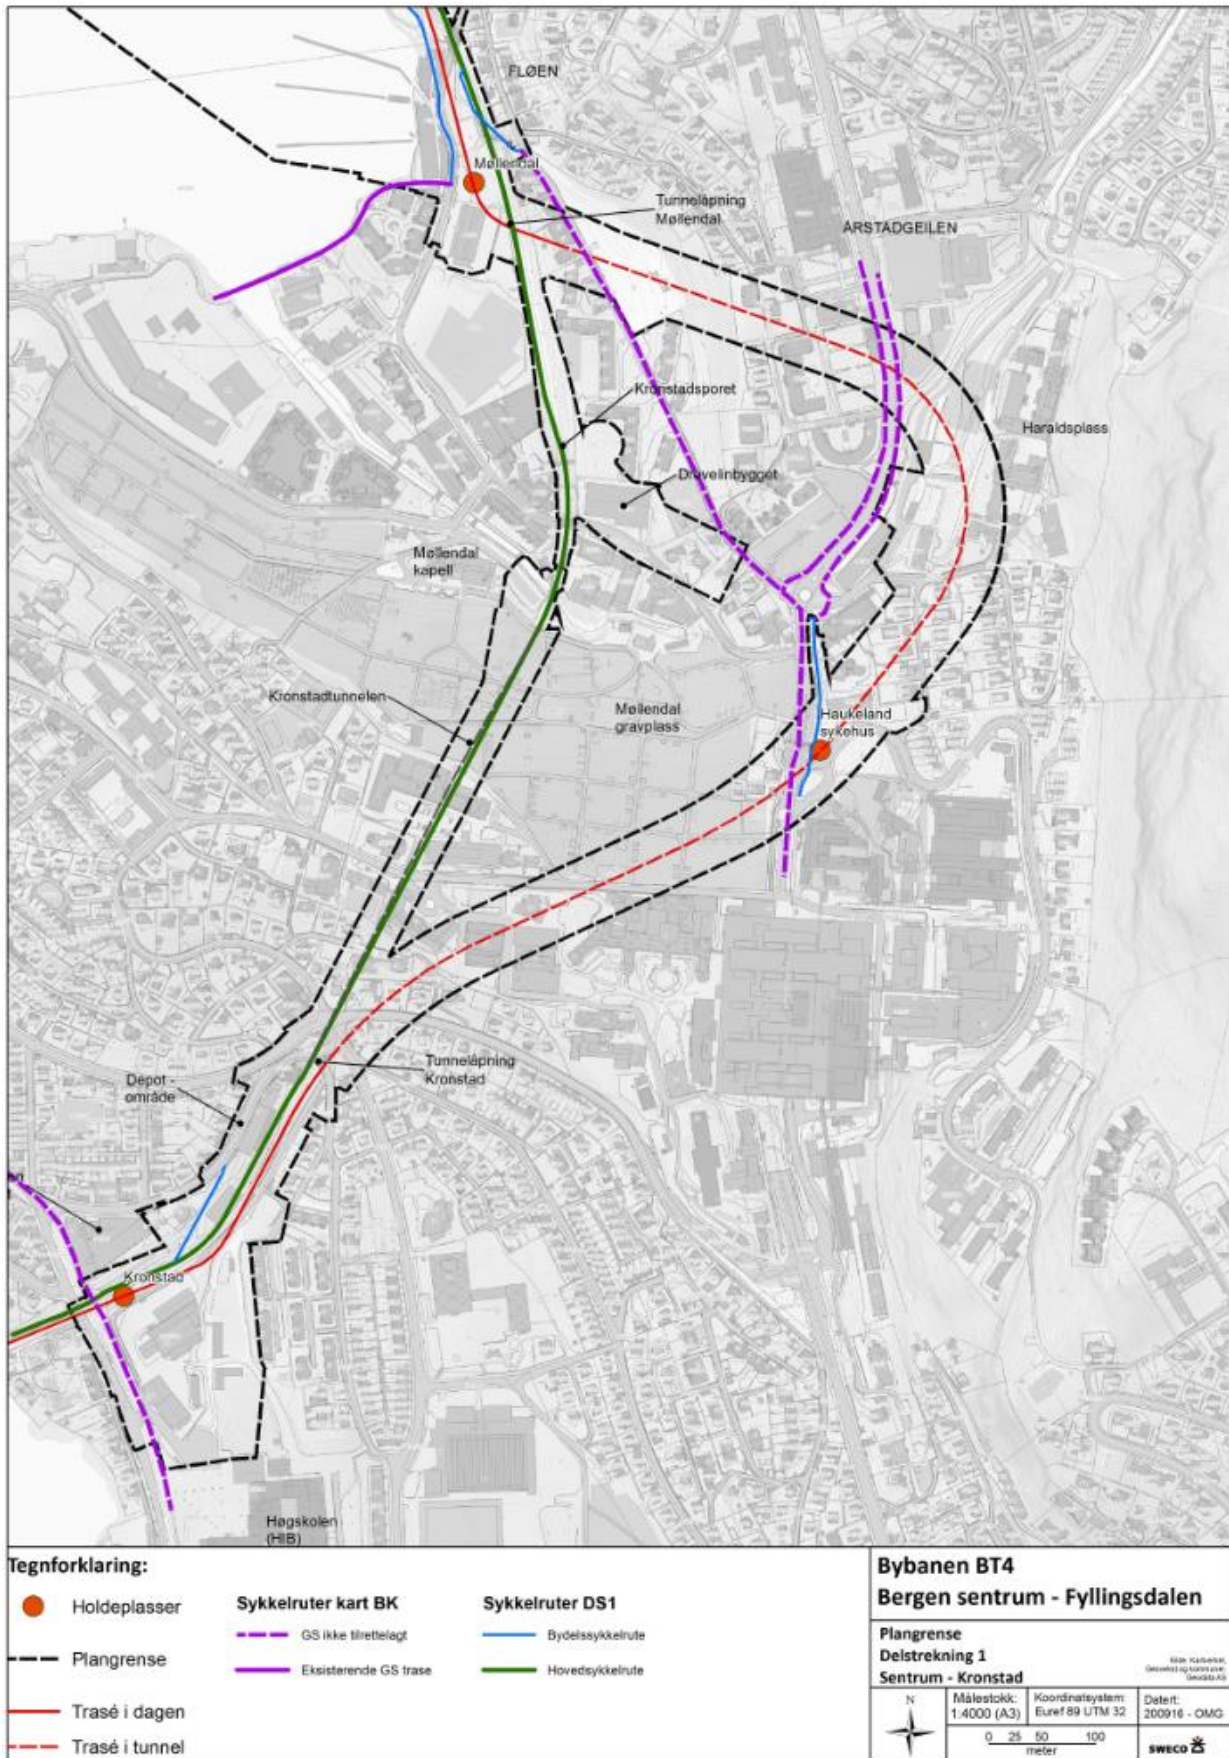 FLØEN
Møllendal
Tunnelåpning
Møllendal
ÅRSTADGEILEN
Kronstadsporet
Haraldsplass
Drøvelinbygget
Møllendal
kapell
Kronstadtunnelen
Møllendal
gravplass
Haukeland
sykehus
Tunnelåpning
Kronstad
Depot -
område
Kronstad
Høgskolen
(HIB)
Tegnforklaring:
Holdeplasser
Plangrense
Trasé i dagen
Trasé i tunnel
Sykkelruter kart BK
GS ikke tilrettelagt
Eksisterende GS trase
Sykkelruter DS1
Bydelssykkelrute
Hovedsykkelrute
Bybanen BT4
Bergen sentrum - Fyllingsdalen
Plangrense
Delstrekning 1
Sentrum - Kronstad
N
Målestokk:
1:4000 (A3)
Koordinatsystem:
Euref 89 UTM 32
Datert:
200916 - OMG
0 25 50 100
meter
SWECO